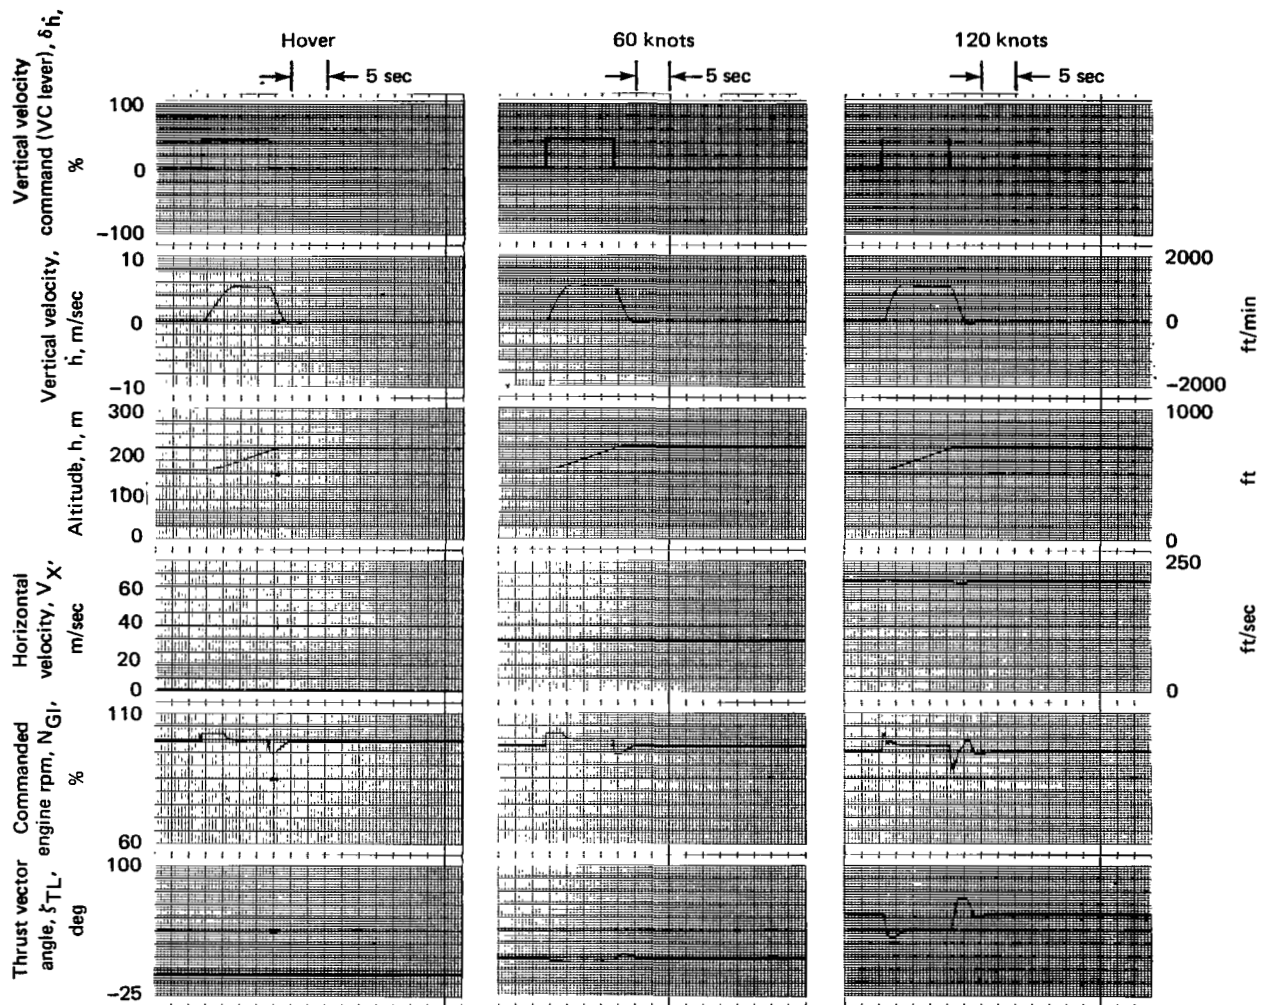 Hover
60 knots
120 knots
5 sec
5 sec
5 sec
Vertical velocity
command (VC lever), δḣ,
%
100
0
−100
Vertical velocity,
ḣ, m/sec
10
0
−10
2000
0
−2000
ft/min
Altitude, h, m
300
200
100
0
1000
0
ft
Horizontal
velocity, VX,
m/sec
60
40
20
0
250
0
ft/sec
Commanded
engine rpm, NGI,
%
110
60
Thrust vector
angle, ζTL,
deg
100
−25